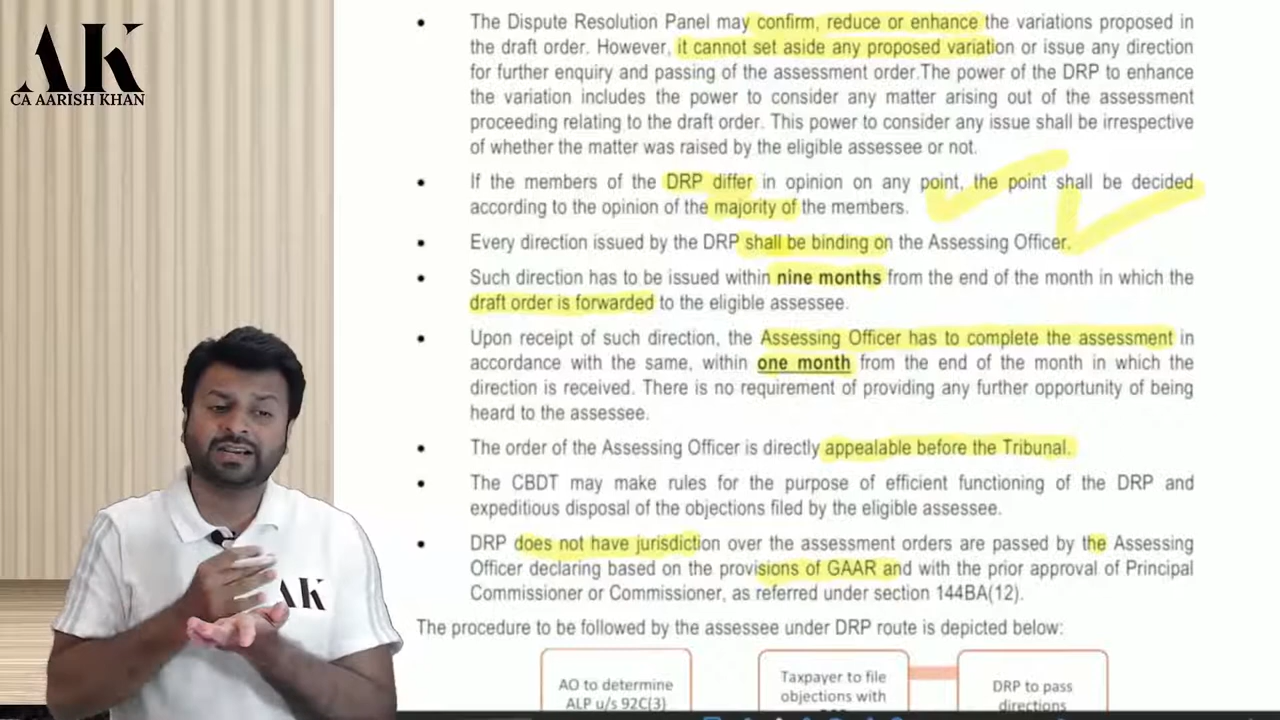 AK
CA AARISH KHAN
• The Dispute Resolution Panel may confirm, reduce or enhance the variations proposed in
the draft order. However, it cannot set aside any proposed variation or issue any direction
for further enquiry and passing of the assessment order.The power of the DRP to enhance
the variation includes the power to consider any matter arising out of the assessment
proceeding relating to the draft order. This power to consider any issue shall be irrespective
of whether the matter was raised by the eligible assessee or not.
• If the members of the DRP differ in opinion on any point, the point shall be decided
according to the opinion of the majority of the members.
• Every direction issued by the DRP shall be binding on the Assessing Officer.
• Such direction has to be issued within nine months from the end of the month in which the
draft order is forwarded to the eligible assessee.
• Upon receipt of such direction, the Assessing Officer has to complete the assessment in
accordance with the same, within one month from the end of the month in which the
direction is received. There is no requirement of providing any further opportunity of being
heard to the assessee.
• The order of the Assessing Officer is directly appealable before the Tribunal.
• The CBDT may make rules for the purpose of efficient functioning of the DRP and
expeditious disposal of the objections filed by the eligible assessee.
• DRP does not have jurisdiction over the assessment orders are passed by the Assessing
Officer declaring based on the provisions of GAAR and with the prior approval of Principal
Commissioner or Commissioner, as referred under section 144BA(12).
The procedure to be followed by the assessee under DRP route is depicted below:
AO to determine
ALP u/s 92C(3)
Taxpayer to file
objections with
DRP to pass
directions
AK